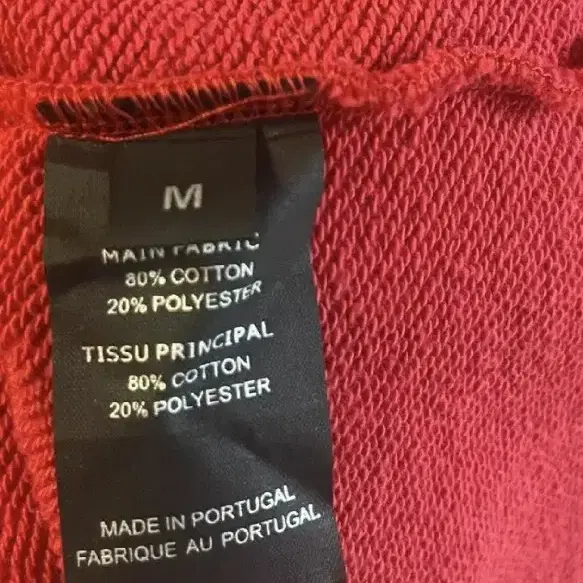 M
MAIN FABRIC
80% COTTON
20% POLYESTER
TISSU PRINCIPAL
80% COTTON
20% POLYESTER
MADE IN PORTUGAL
FABRIQUE AU PORTUGAL